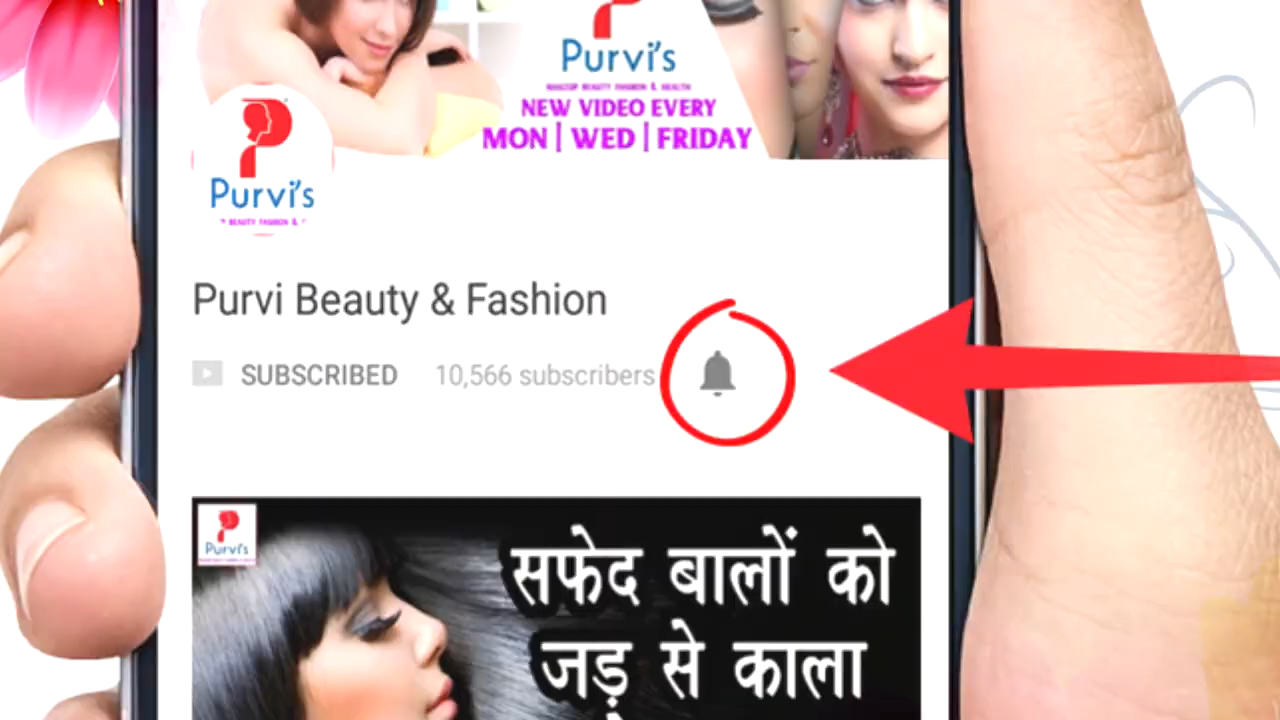 Purvi's
NEW VIDEO EVERY
MON | WED | FRIDAY
Purvi's
Purvi Beauty & Fashion
SUBSCRIBED 10,566 subscribers
Purvi's
सफेद बालों को
जड़ से काला